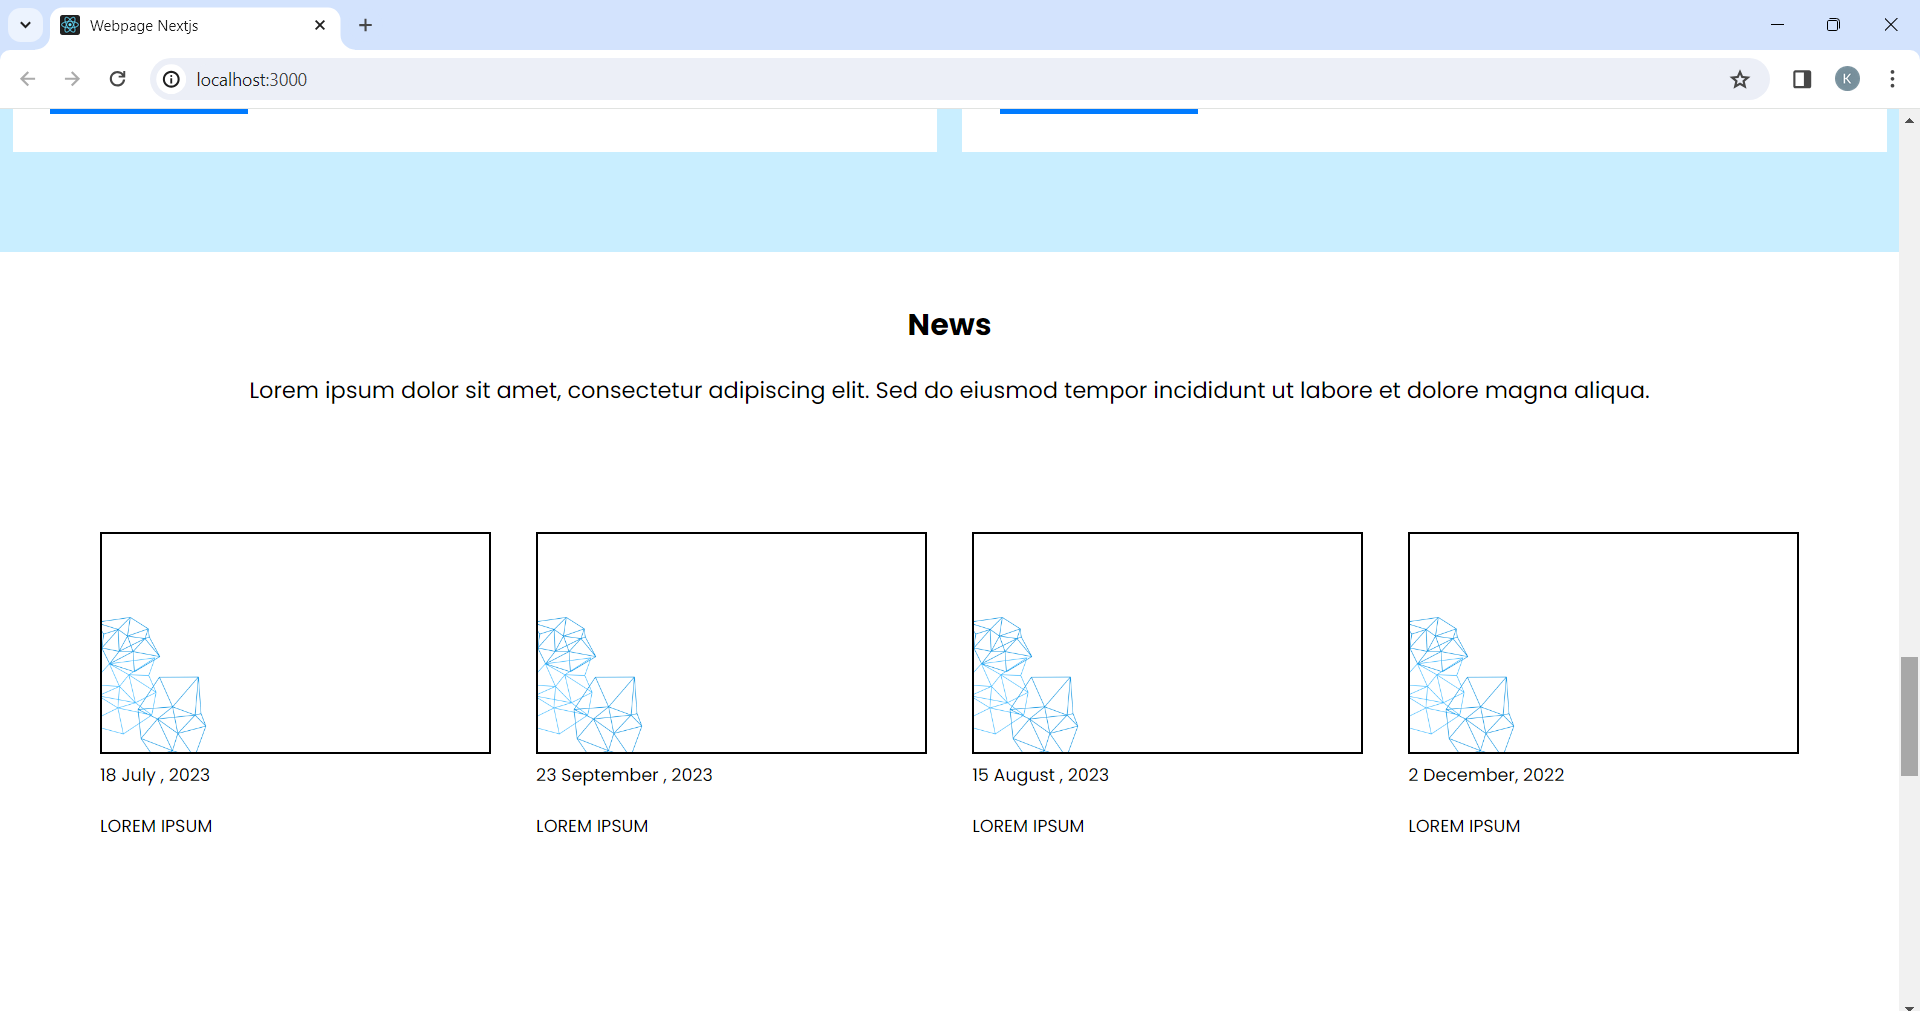 Webpage Nextjs
localhost:3000
K
News
Lorem ipsum dolor sit amet, consectetur adipiscing elit. Sed do eiusmod tempor incididunt ut labore et dolore magna aliqua.
18 July , 2023
23 September , 2023
15 August , 2023
2 December, 2022
LOREM IPSUM
LOREM IPSUM
LOREM IPSUM
LOREM IPSUM